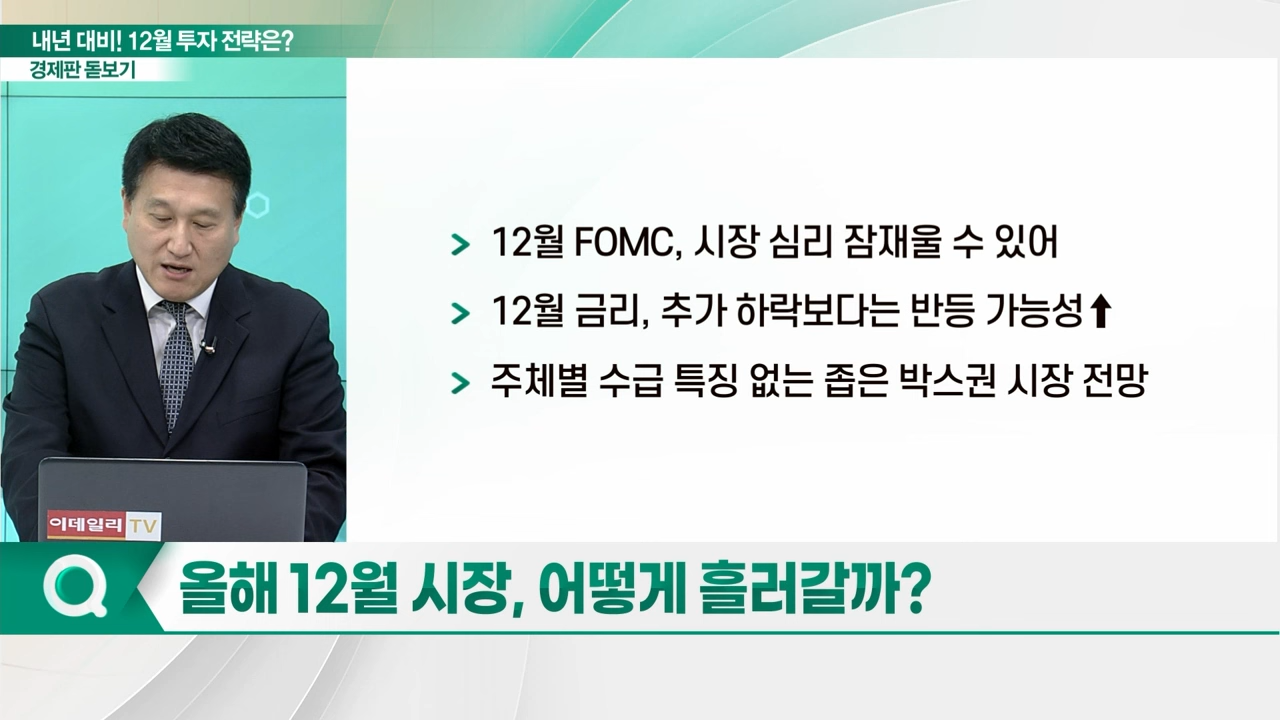 내년 대비! 12월 투자 전략은?
경제판 돋보기
> 12월 FOMC, 시장 심리 잠재울 수 있어
> 12월 금리, 추가 하락보다는 반등 가능성⬆
> 주체별 수급 특징 없는 좁은 박스권 시장 전망
이데일리 TV
Q 올해 12월 시장, 어떻게 흘러갈까?